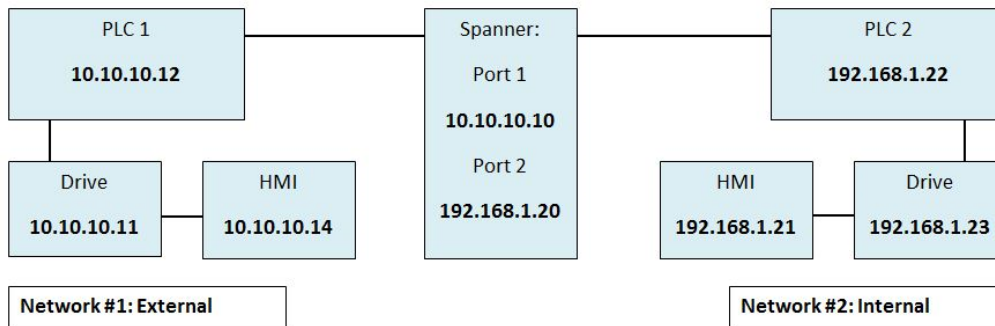 PLC 1
10.10.10.12
Spanner:
Port 1
10.10.10.10
Port 2
192.168.1.20
PLC 2
192.168.1.22
Drive
10.10.10.11
HMI
10.10.10.14
HMI
192.168.1.21
Drive
192.168.1.23
Network #1: External
Network #2: Internal